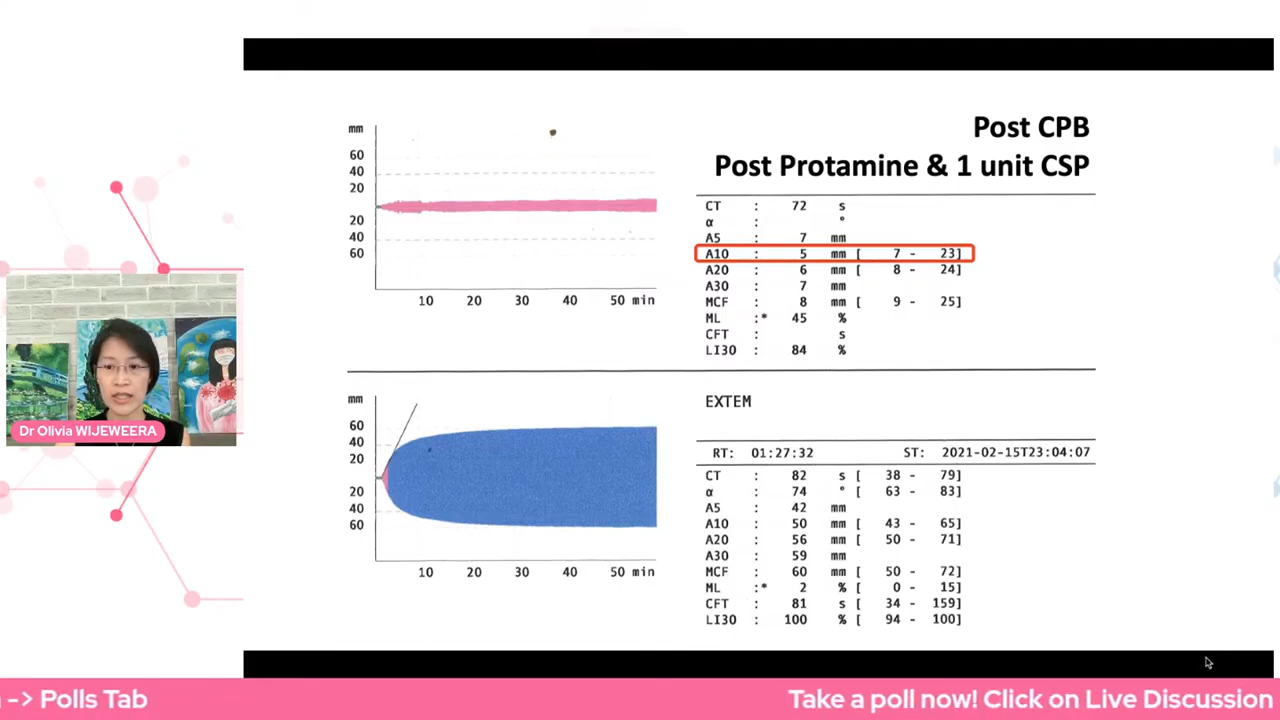 Post CPB
Post Protamine & 1 unit CSP
mm
60
40
20
20
40
60
10 20 30 40 50 min
CT : 72 s
α : °
A5 : 7 mm
A10 : 5 mm [ 7 - 23]
A20 : 6 mm [ 8 - 24]
A30 : 7 mm
MCF : 8 mm [ 9 - 25]
ML :* 45 %
CFT : s
LI30 : 84 %
mm
60
40
20
20
40
60
10 20 30 40 50 min
EXTEM
RT: 01:27:32 ST: 2021-02-15T23:04:07
CT : 82 s [ 38 - 79]
α : 74 ° [ 63 - 83]
A5 : 42 mm
A10 : 50 mm [ 43 - 65]
A20 : 56 mm [ 50 - 71]
A30 : 59 mm
MCF : 60 mm [ 50 - 72]
ML :* 2 % [ 0 - 15]
CFT : 81 s [ 34 - 159]
LI30 : 100 % [ 94 - 100]
Dr Olivia WIJEWEERA
-> Polls Tab
Take a poll now! Click on Live Discussion